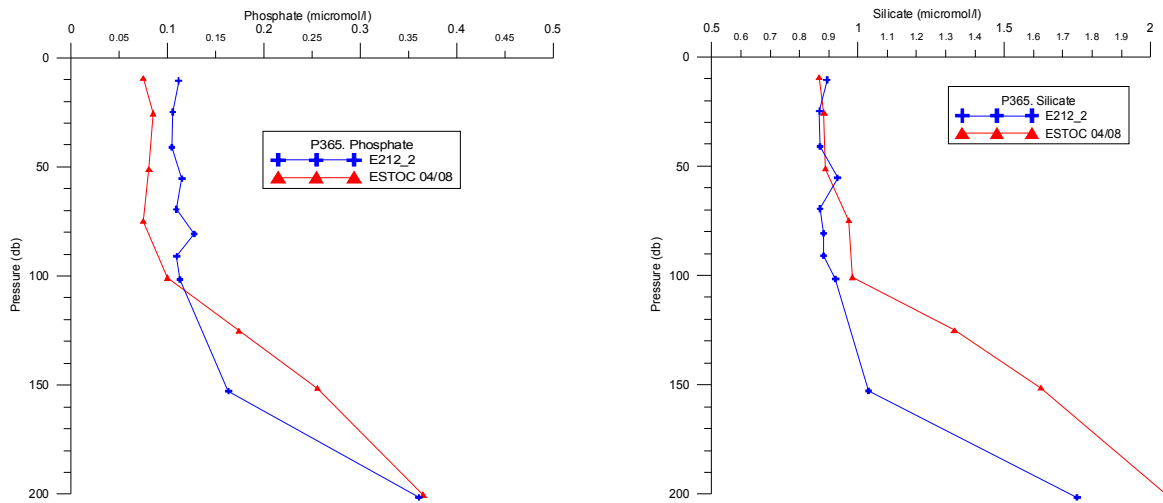 Phosphate (micromol/l)
0 0.1 0.2 0.3 0.4 0.5
0.05 0.15 0.25 0.35 0.45
Pressure (db)
0
50
100
150
200
P365. Phosphate
E212_2
ESTOC 04/08
Silicate (micromol/l)
0.5 1 1.5 2
0.6 0.7 0.8 0.9 1.1 1.2 1.3 1.4 1.6 1.7 1.8 1.9
Pressure (db)
0
50
100
150
200
P365. Silicate
E212_2
ESTOC 04/08